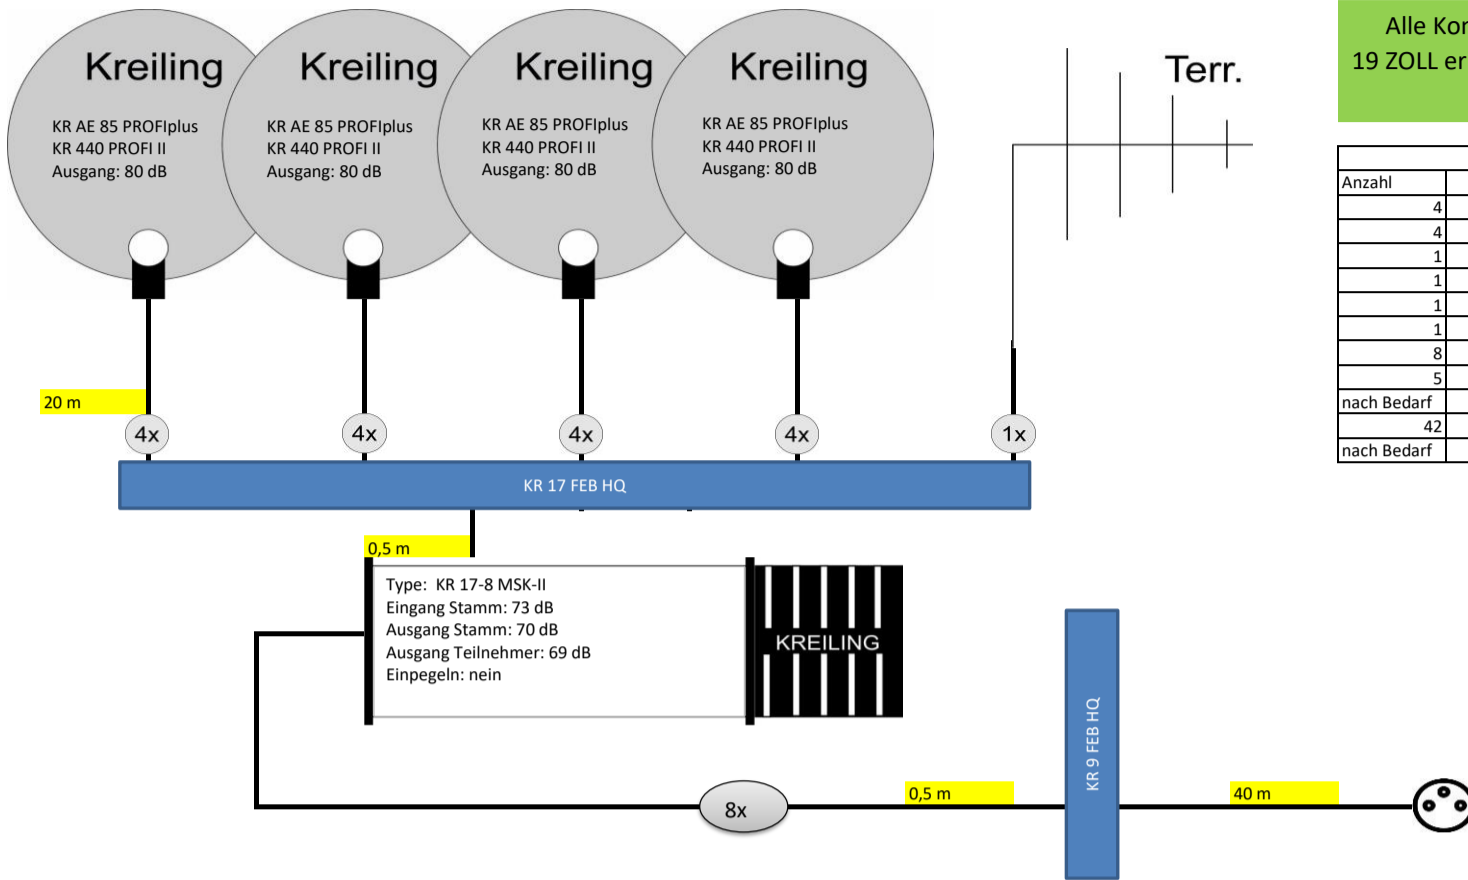 Kreiling
KR AE 85 PROFIplus
KR 440 PROFI II
Ausgang: 80 dB
Kreiling
KR AE 85 PROFIplus
KR 440 PROFI II
Ausgang: 80 dB
Kreiling
KR AE 85 PROFIplus
KR 440 PROFI II
Ausgang: 80 dB
Kreiling
KR AE 85 PROFIplus
KR 440 PROFI II
Ausgang: 80 dB
Terr.
Alle Kor
19 ZOLL er
Anzahl
4
4
1
1
1
1
8
5
nach Bedarf
42
nach Bedarf
20 m
4x
4x
4x
4x
1x
KR 17 FEB HQ
0,5 m
Type: KR 17-8 MSK-II
Eingang Stamm: 73 dB
Ausgang Stamm: 70 dB
Ausgang Teilnehmer: 69 dB
Einpegeln: nein
KREILING
8x
0,5 m
KR 9 FEB HQ
40 m